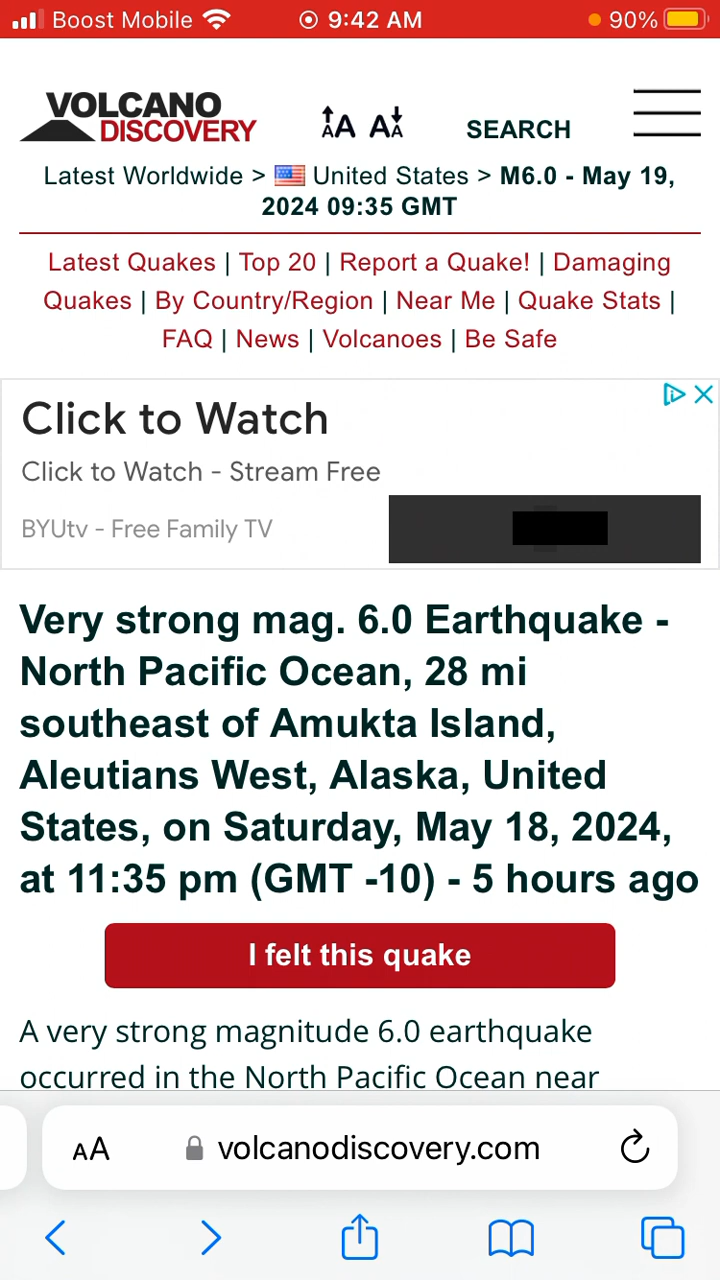 Boost Mobile 9:42 AM 90%
VOLCANO
DISCOVERY
AA AA SEARCH
Latest Worldwide > United States > M6.0 - May 19,
2024 09:35 GMT
Latest Quakes | Top 20 | Report a Quake! | Damaging
Quakes | By Country/Region | Near Me | Quake Stats |
FAQ | News | Volcanoes | Be Safe
Click to Watch
Click to Watch - Stream Free
BYUtv - Free Family TV
Very strong mag. 6.0 Earthquake -
North Pacific Ocean, 28 mi
southeast of Amukta Island,
Aleutians West, Alaska, United
States, on Saturday, May 18, 2024,
at 11:35 pm (GMT -10) - 5 hours ago
I felt this quake
A very strong magnitude 6.0 earthquake
occurred in the North Pacific Ocean near
AA volcanodiscovery.com